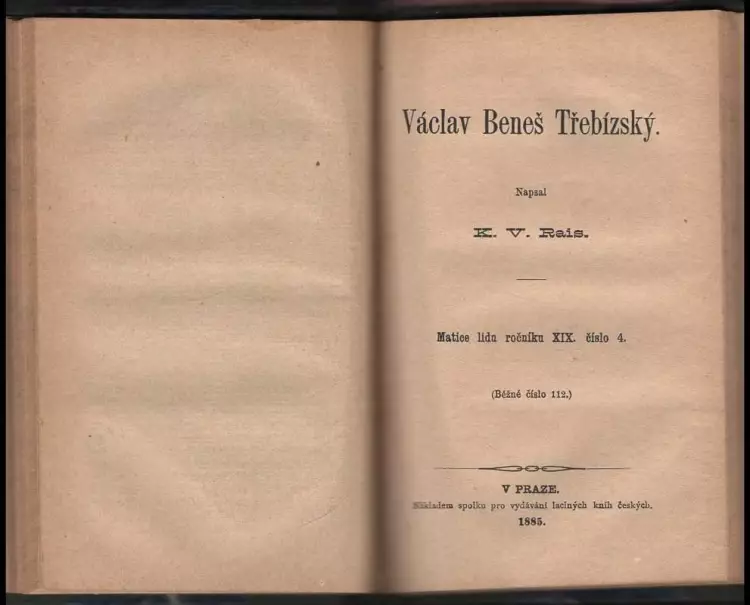 Václav Beneš Třebízský.
Napsal
K. V. Rais.
Matice lidu ročníku XIX. číslo 4.
(Běžné číslo 112.)
V PRAZE.
Nákladem spolku pro vydávání laciných knih českých.
1885.